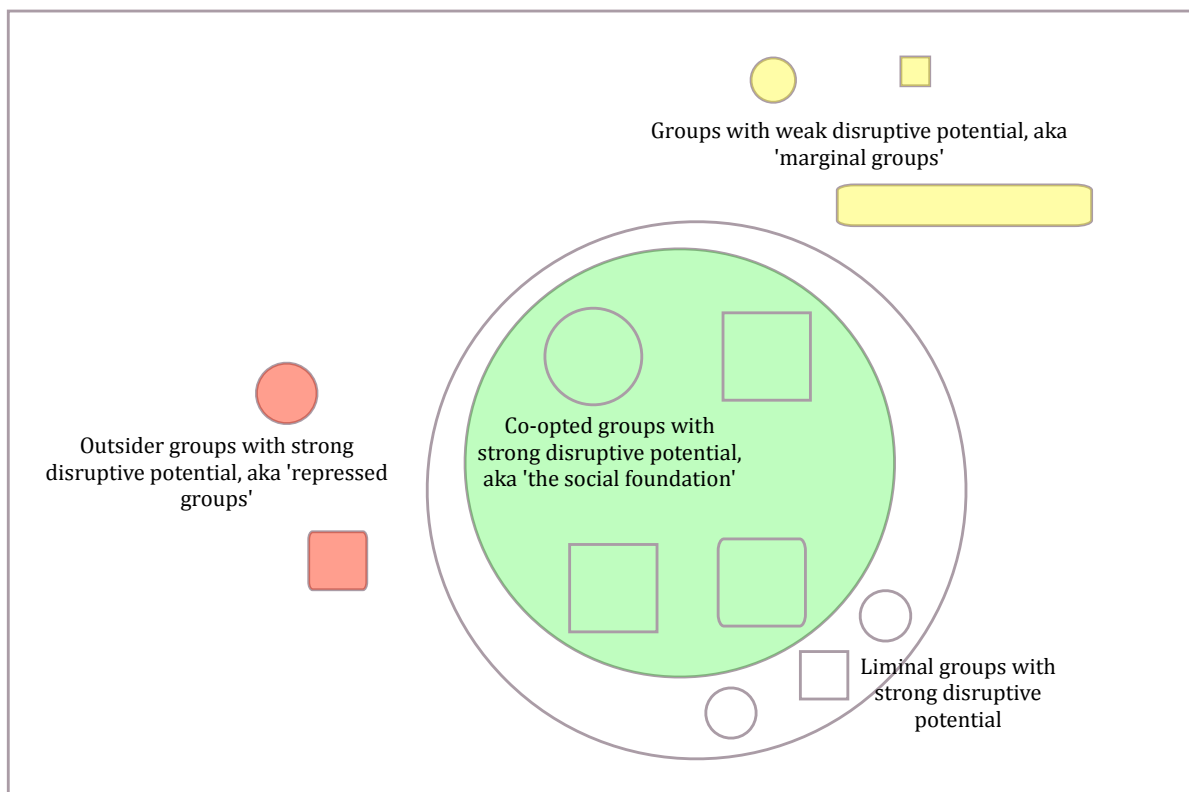 Groups with weak disruptive potential, aka
'marginal groups'
Outsider groups with strong
disruptive potential, aka 'repressed
groups'
Co-opted groups with
strong disruptive potential,
aka 'the social foundation'
Liminal groups with
strong disruptive
potential